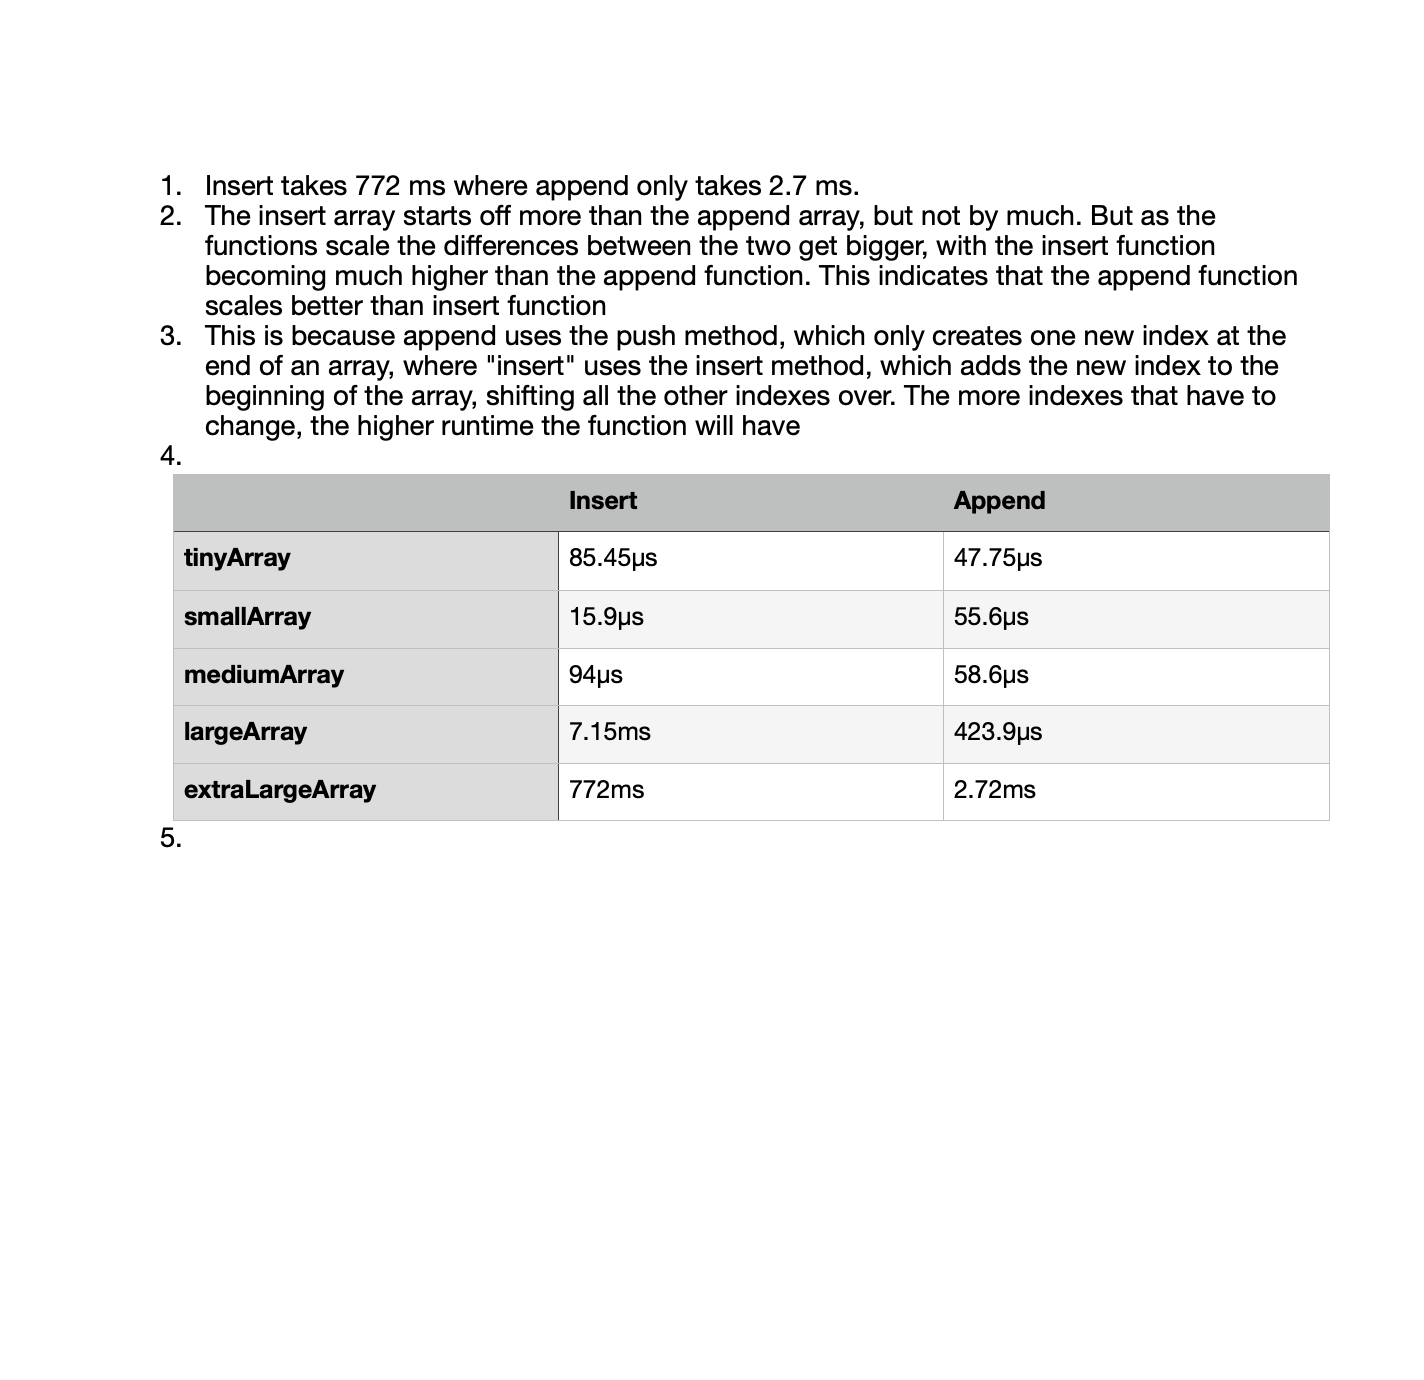 1. Insert takes 772 ms where append only takes 2.7 ms.
2. The insert array starts off more than the append array, but not by much. But as the
functions scale the differences between the two get bigger, with the insert function
becoming much higher than the append function. This indicates that the append function
scales better than insert function
3. This is because append uses the push method, which only creates one new index at the
end of an array, where "insert" uses the insert method, which adds the new index to the
beginning of the array, shifting all the other indexes over. The more indexes that have to
change, the higher runtime the function will have
4.
Insert Append
tinyArray 85.45µs 47.75µs
smallArray 15.9µs 55.6µs
mediumArray 94µs 58.6µs
largeArray 7.15ms 423.9µs
extraLargeArray 772ms 2.72ms
5.